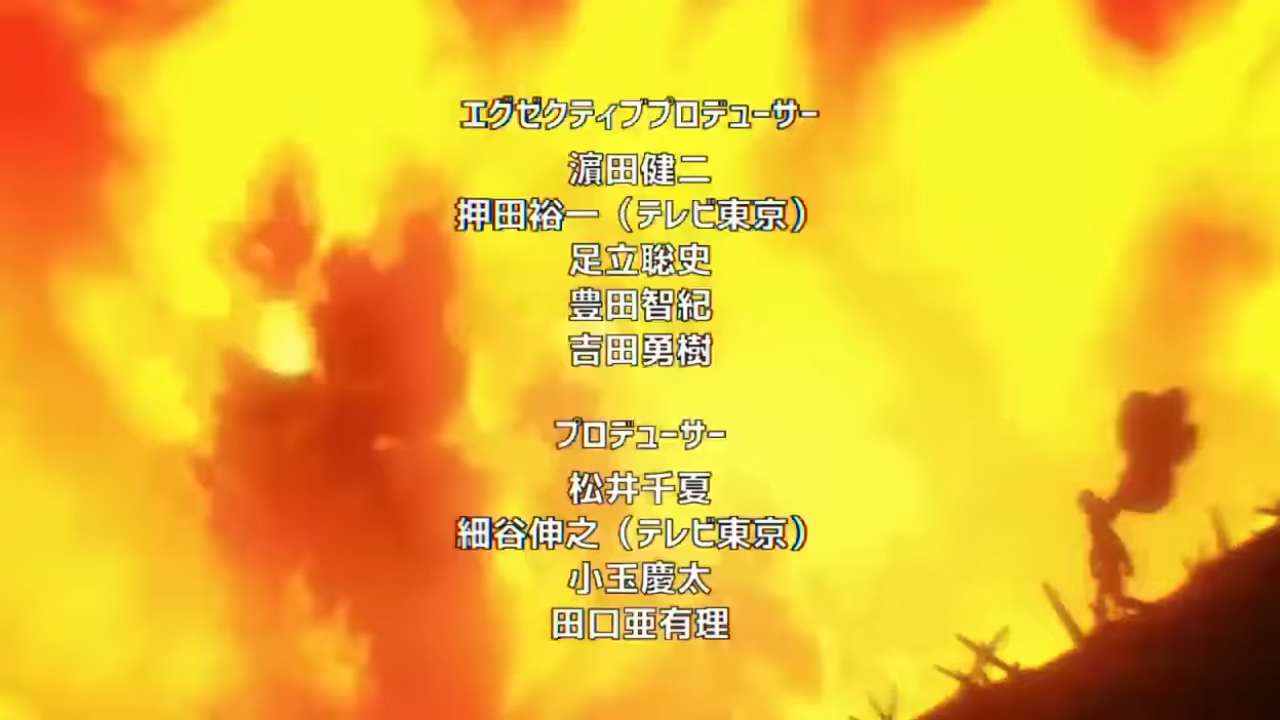 エグゼクティブプロデューサー
濵田健二
押田裕一（テレビ東京）
足立聡史
豊田智紀
吉田勇樹
プロデューサー
松井千夏
細谷伸之（テレビ東京）
小玉慶太
田口亜有理